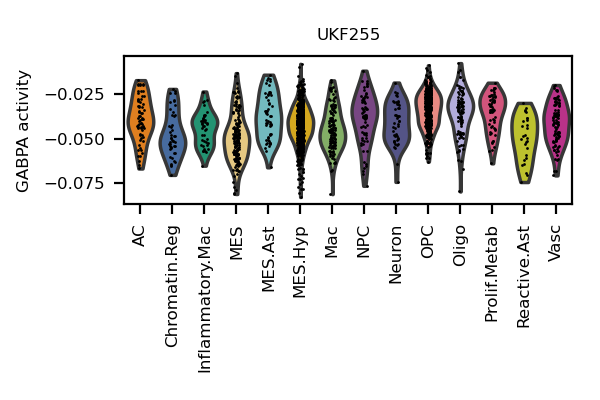 UKF255
GABPA activity
−0.025
−0.050
−0.075
AC
Chromatin.Reg
Inflammatory.Mac
MES
MES.Ast
MES.Hyp
Mac
NPC
Neuron
OPC
Oligo
Prolif.Metab
Reactive.Ast
Vasc